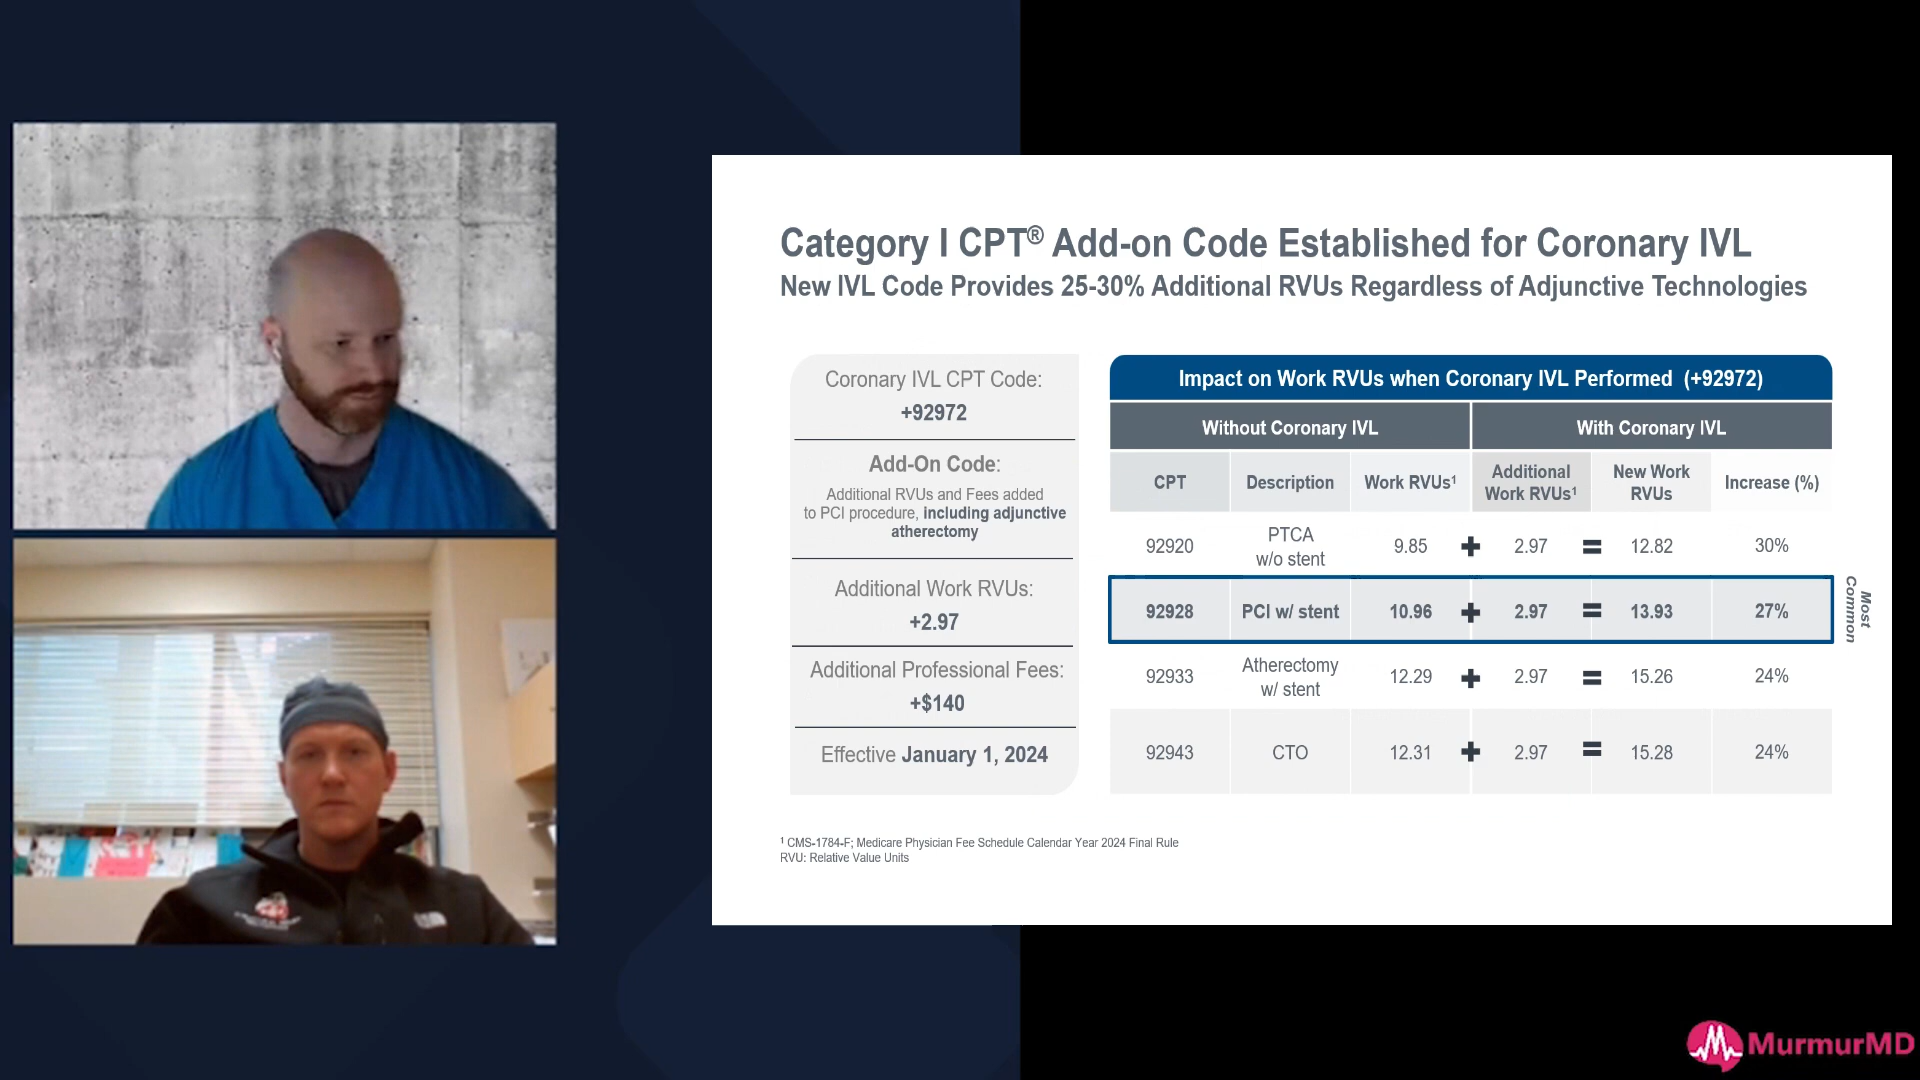 Category I CPT® Add-on Code Established for Coronary IVL
New IVL Code Provides 25-30% Additional RVUs Regardless of Adjunctive Technologies
Coronary IVL CPT Code:
+92972
Add-On Code:
Additional RVUs and Fees added
to PCI procedure, including adjunctive
atherectomy
Additional Work RVUs:
+2.97
Additional Professional Fees:
+$140
Effective January 1, 2024
Impact on Work RVUs when Coronary IVL Performed (+92972)
Without Coronary IVL
With Coronary IVL
CPT
Description
Work RVUs¹
Additional
Work RVUs¹
New Work
RVUs
Increase (%)
92920
PTCA
w/o stent
9.85 + 2.97 = 12.82
30%
92928
PCI w/ stent
10.96 + 2.97 = 13.93
27%
Most
Common
92933
Atherectomy
w/ stent
12.29 + 2.97 = 15.26
24%
92943
CTO
12.31 + 2.97 = 15.28
24%
¹ CMS-1784-F; Medicare Physician Fee Schedule Calendar Year 2024 Final Rule
RVU: Relative Value Units
MurmurMD